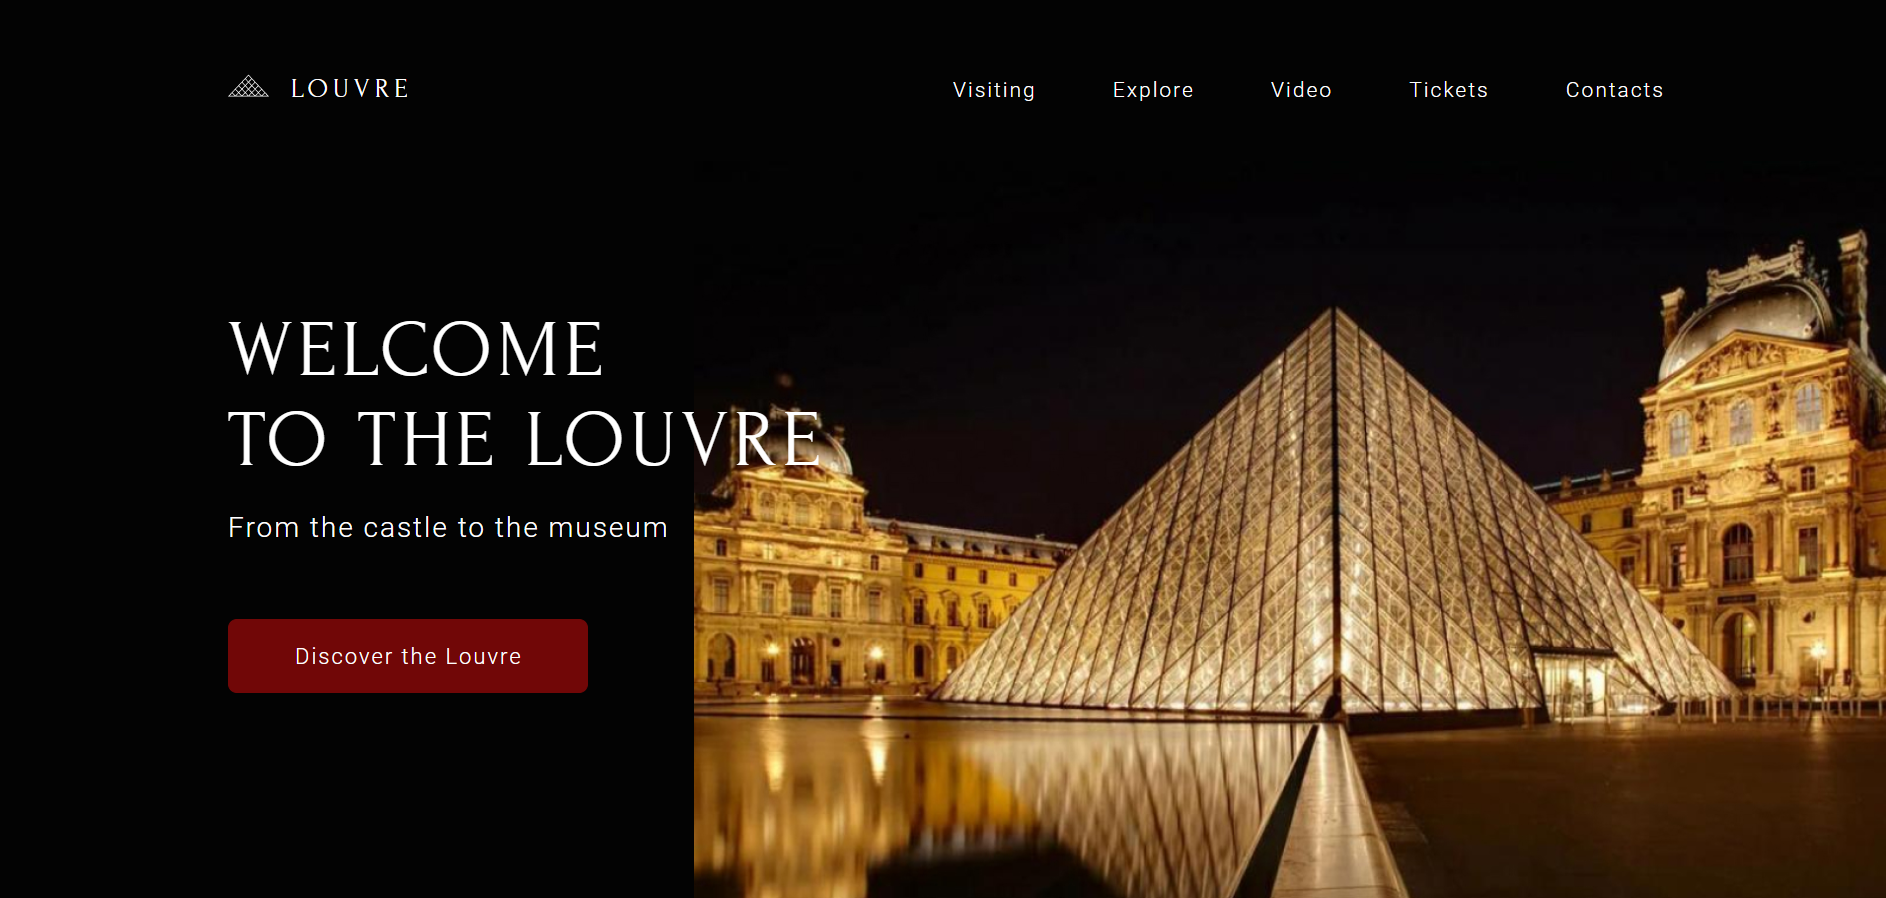 LOUVRE
Visiting
Explore
Video
Tickets
Contacts
WELCOME
TO THE LOUVRE
From the castle to the museum
Discover the Louvre